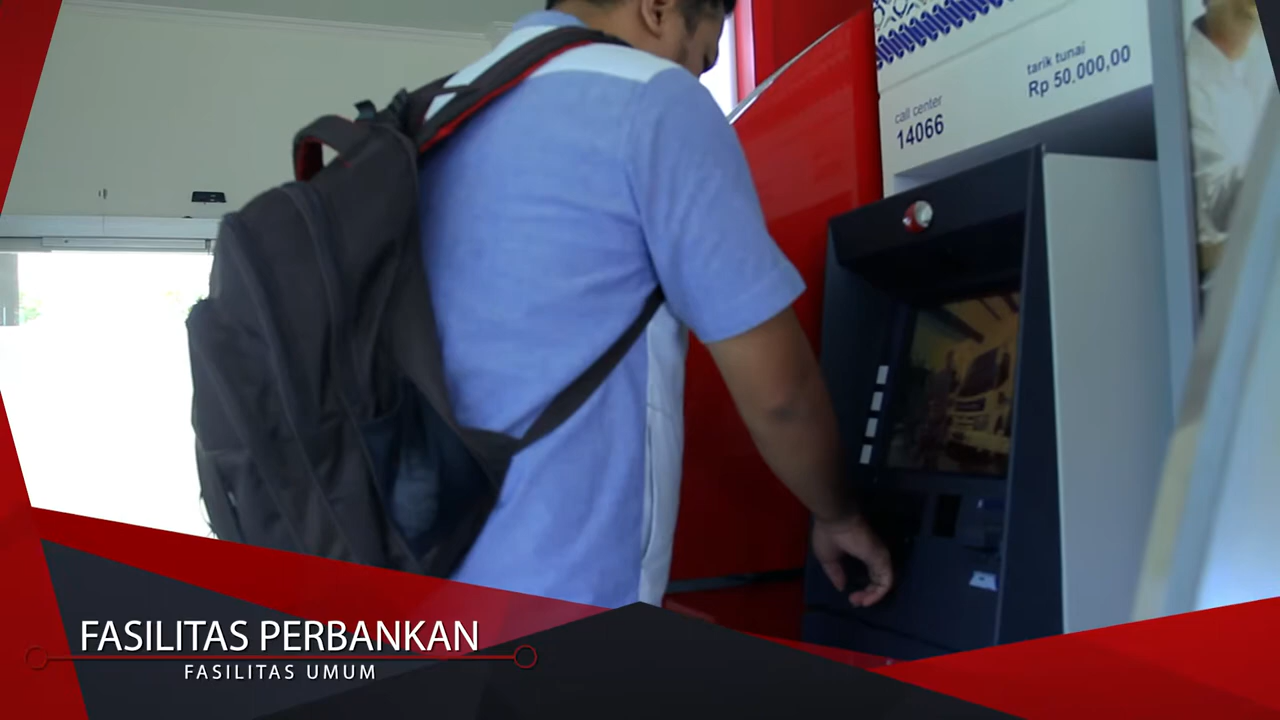 tarik tunai
Rp 50.000,00
call center
14066
FASILITAS PERBANKAN
FASILITAS UMUM